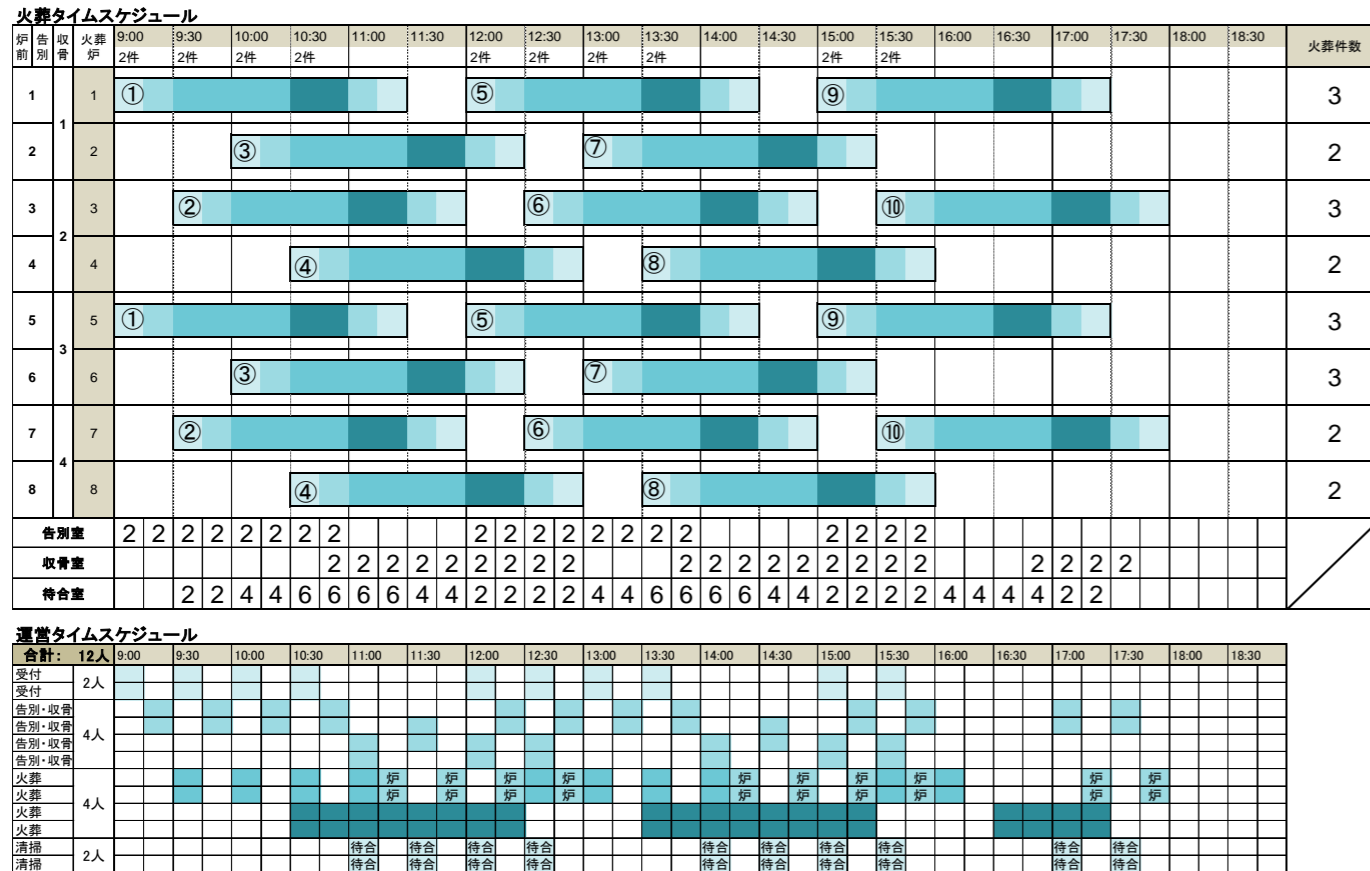 火葬タイムスケジュール
炉前 告別 収骨 火葬炉 9:00 9:30 10:00 10:30 11:00 11:30 12:00 12:30 13:00 13:30 14:00 14:30 15:00 15:30 16:00 16:30 17:00 17:30 18:00 18:30 火葬件数
2件 2件 2件 2件 2件 2件 2件 2件 2件 2件
1 1 ① ⑤ ⑨ 3
1
2 2 ③ ⑦ 2
3 3 ② ⑥ ⑩ 3
2
4 4 ④ ⑧ 2
5 5 ① ⑤ ⑨ 3
3
6 6 ③ ⑦ 3
7 7 ② ⑥ ⑩ 2
4
8 8 ④ ⑧ 2
告別室 2 2 2 2 2 2 2 2 2 2 2 2 2 2 2 2 2 2 2 2
収骨室 2 2 2 2 2 2 2 2 2 2 2 2 2 2 2 2 2 2 2 2 2 2
待合室 2 2 4 4 6 6 6 6 4 4 2 2 2 2 4 4 6 6 6 6 4 4 2 2 2 2 4 4 4 4 2 2
運営タイムスケジュール
合計： 12人 9:00 9:30 10:00 10:30 11:00 11:30 12:00 12:30 13:00 13:30 14:00 14:30 15:00 15:30 16:00 16:30 17:00 17:30 18:00 18:30
受付
2人
受付
告別・収骨
告別・収骨
4人
告別・収骨
告別・収骨
火葬 炉 炉 炉 炉 炉 炉 炉 炉 炉 炉
火葬 炉 炉 炉 炉 炉 炉 炉 炉 炉 炉
4人
火葬
火葬
清掃 待合 待合 待合 待合 待合 待合 待合 待合 待合 待合
2人
清掃 待合 待合 待合 待合 待合 待合 待合 待合 待合 待合